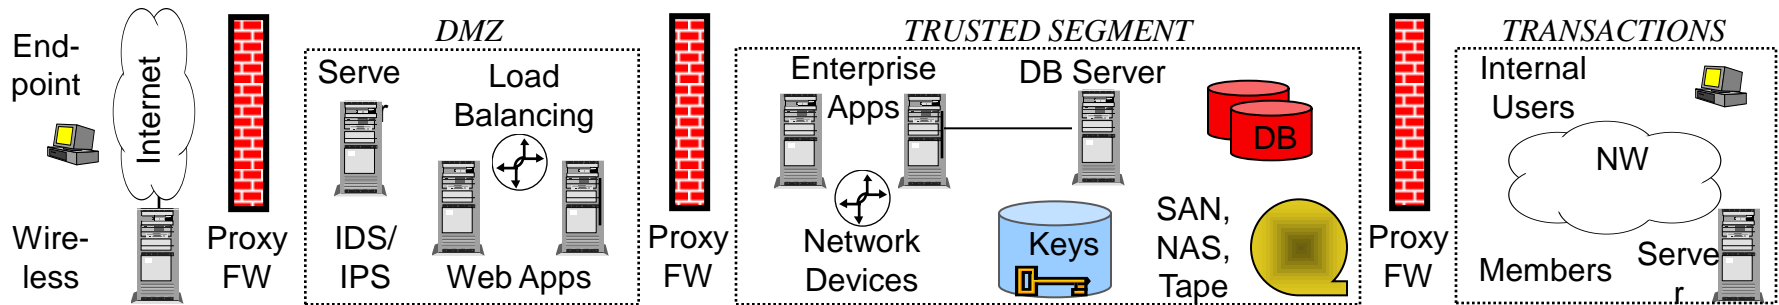 DMZ
TRUSTED SEGMENT
TRANSACTIONS
End-
point
Internet
Wire-
less
Proxy
FW
Serve
r
Load
Balancing
IDS/
IPS
Web Apps
Proxy
FW
Enterprise
Apps
DB Server
DB
Network
Devices
Keys
SAN,
NAS,
Tape
Proxy
FW
Internal
Users
NW
Members
Serve
r